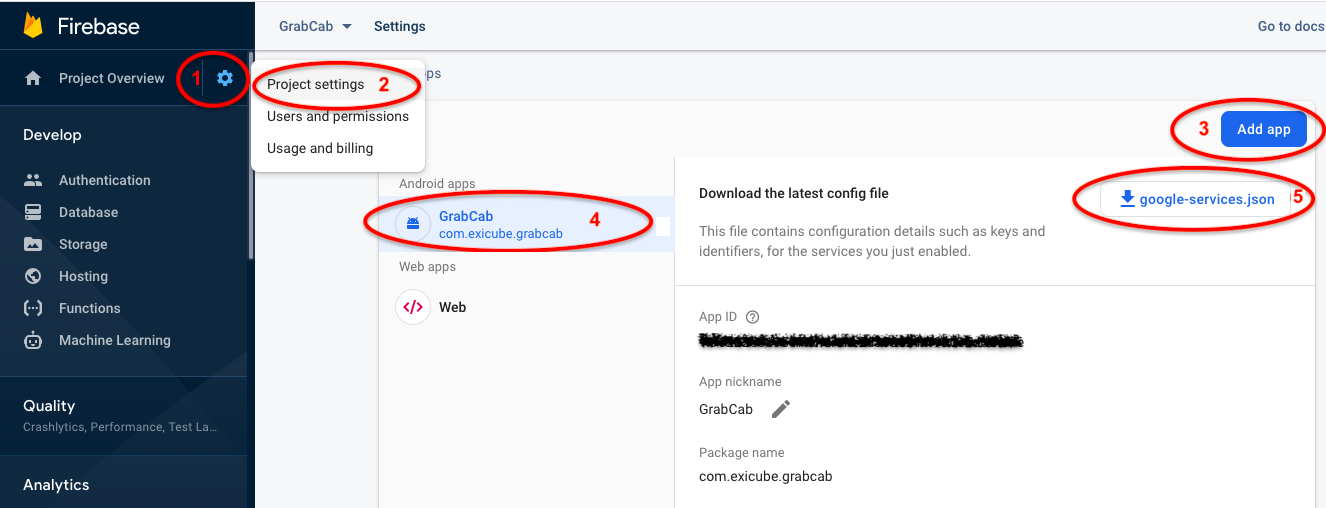 Firebase
GrabCab
Settings
Go to docs
Project Overview
1
Project settings
2
Users and permissions
Usage and billing
3
Add app
Develop
Authentication
Database
Storage
Hosting
Functions
Machine Learning
Quality
Crashlytics, Performance, Test La...
Analytics
Android apps
GrabCab
com.exicube.grabcab
4
Web apps
</>
Web
Download the latest config file
google-services.json
5
This file contains configuration details such as keys and
identifiers, for the services you just enabled.
App ID
App nickname
GrabCab
Package name
com.exicube.grabcab